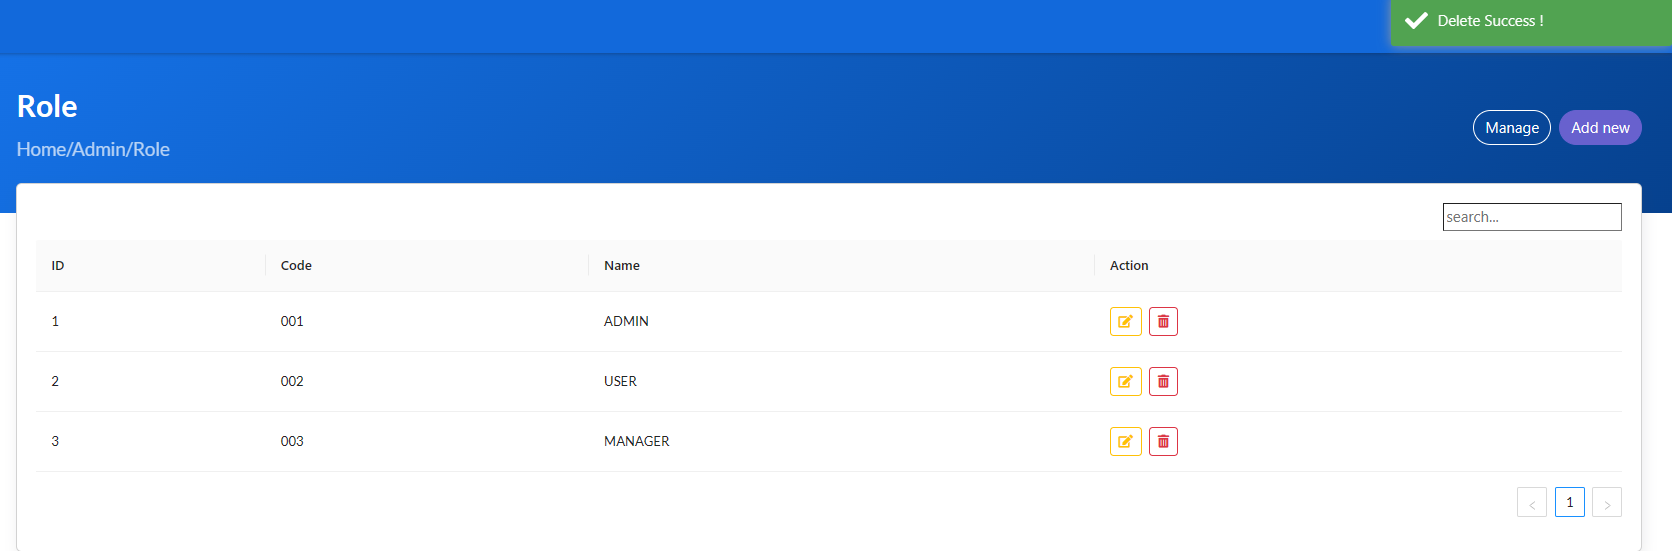 Delete Success !
Role
Home/Admin/Role
Manage Add new
search...
ID Code Name Action
1 001 ADMIN
2 002 USER
3 003 MANAGER
< 1 >